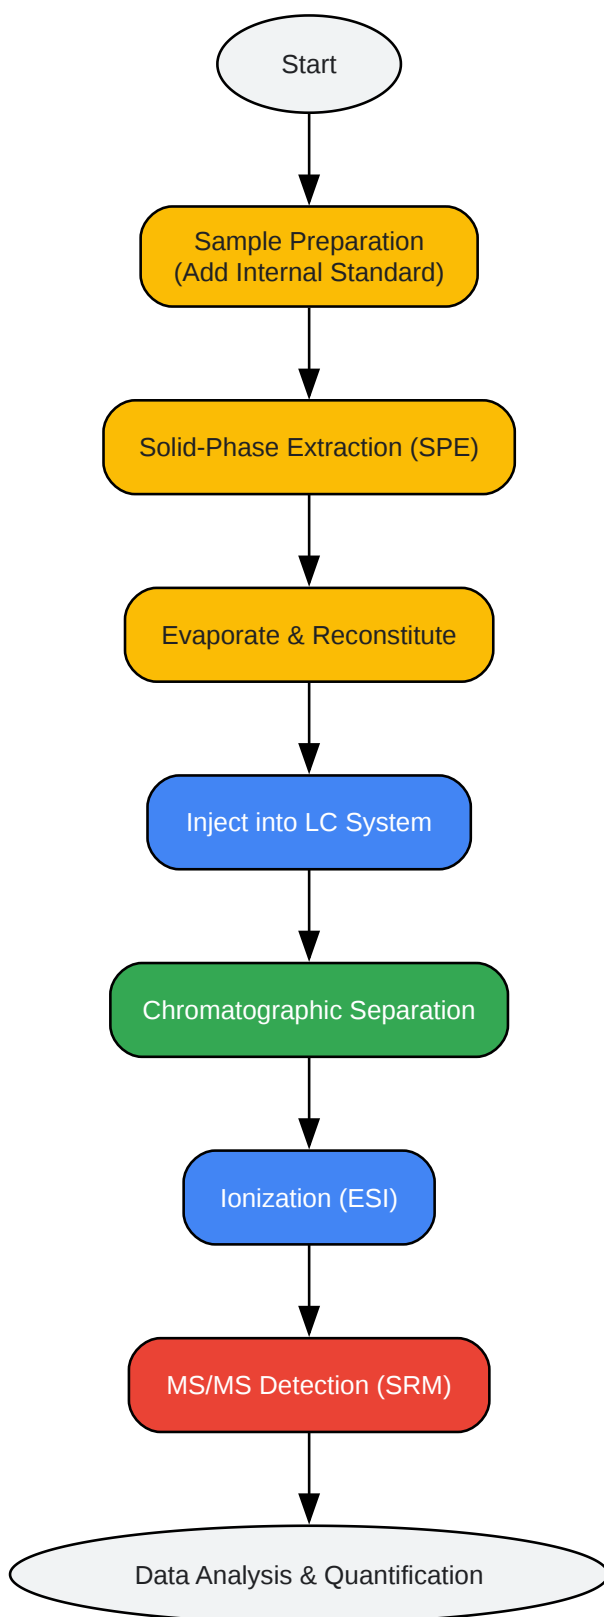 Start
Sample Preparation
(Add Internal Standard)
Solid-Phase Extraction (SPE)
Evaporate & Reconstitute
Inject into LC System
Chromatographic Separation
Ionization (ESI)
MS/MS Detection (SRM)
Data Analysis & Quantification